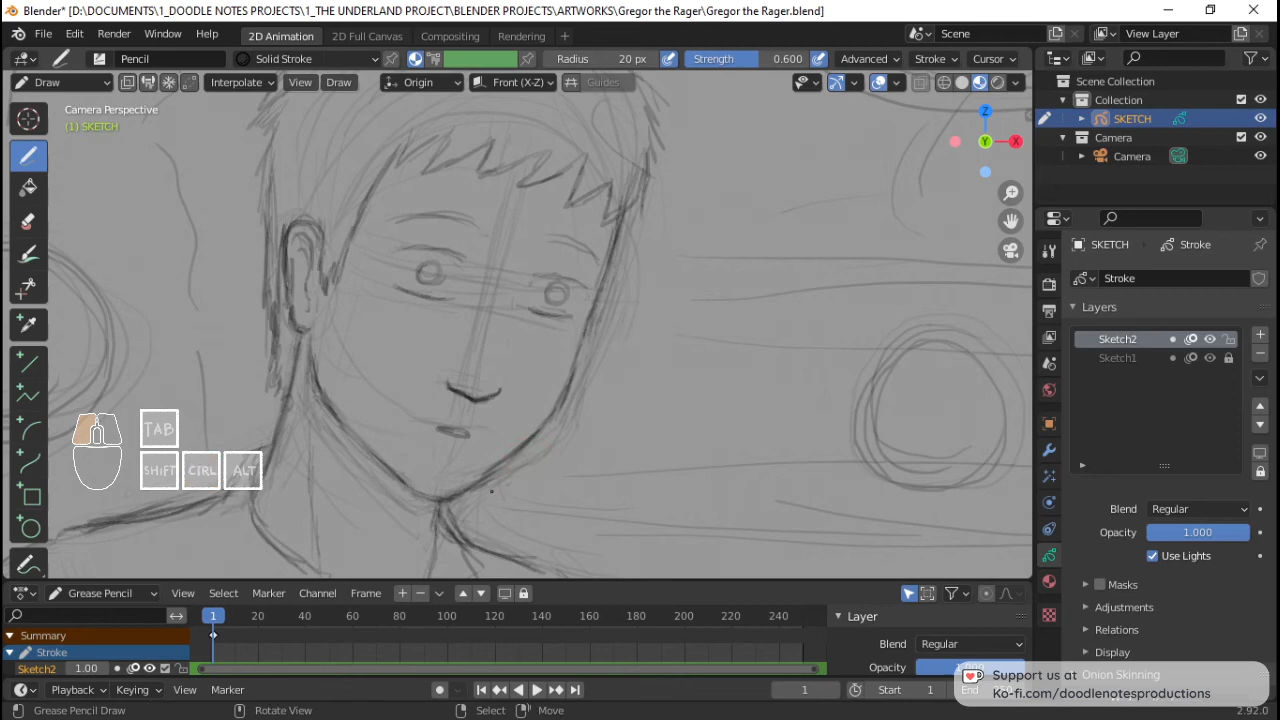 Blender* [D:\DOCUMENTS\1_DOODLE NOTES PROJECTS\1_THE UNDERLAND PROJECT\BLENDER PROJECTS\ARTWORKS\Gregor the Rager\Gregor the Rager.blend]
File Edit Render Window Help 2D Animation 2D Full Canvas Compositing Rendering + Scene View Layer
Pencil Solid Stroke Radius 20 px Strength 0.600 Advanced Stroke Cursor
Draw Interpolate View Draw Origin Front (X-Z) Guides
Scene Collection
Collection
SKETCH
Camera
Camera
Camera Perspective
(1) SKETCH
Z
Y
X
SKETCH Stroke
Stroke
Layers
Sketch2
Sketch1
TAB
SHIFT CTRL ALT
Blend Regular
Opacity 1.000
Use Lights
Masks
Adjustments
Relations
Display
Onion Skinning
Grease Pencil View Select Marker Channel Frame
1 20 40 60 80 100 120 140 160 180 200 220 240
Layer
Summary
Stroke
Sketch2 1.00
Blend Regular
Opacity 1.000
Support us at
Ko-fi.com/doodlenotesproductions
Playback Keying View Marker 1 Start 1 End
Grease Pencil Draw Rotate View Select Move 2.92.0